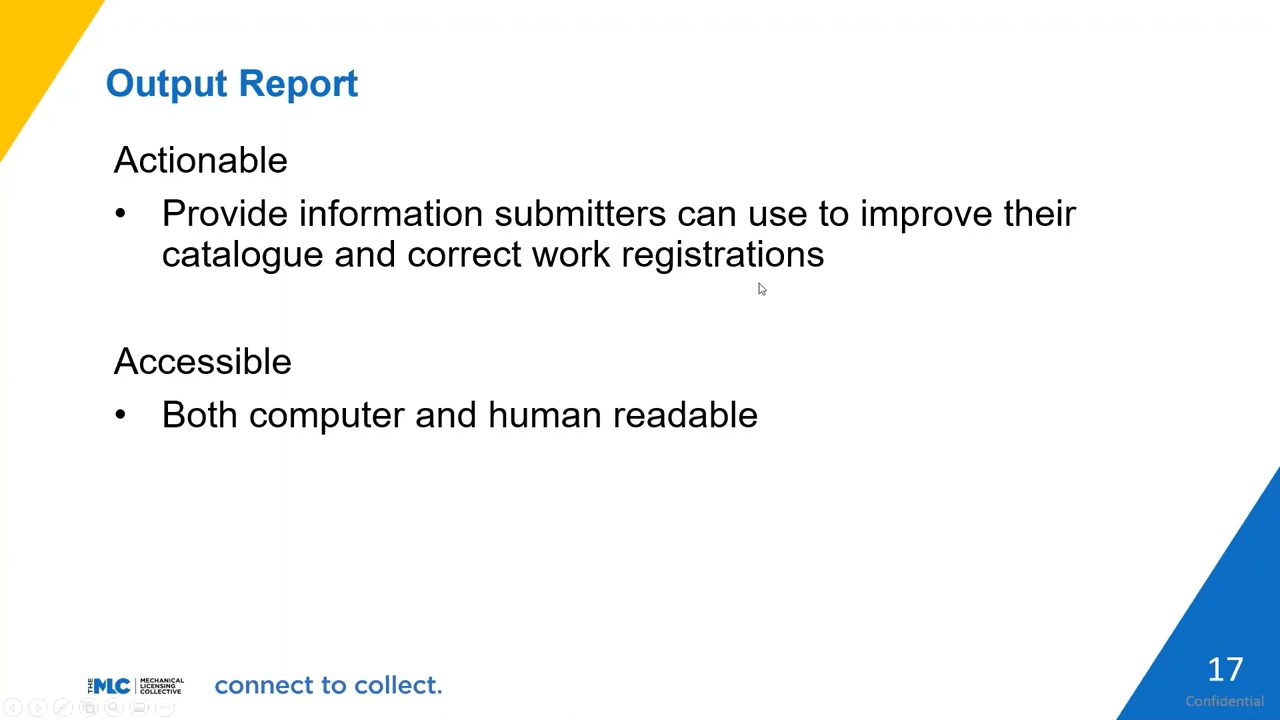 Output Report
Actionable
• Provide information submitters can use to improve their
catalogue and correct work registrations
Accessible
• Both computer and human readable
THE MLC | MECHANICAL
LICENSING
COLLECTIVE
connect to collect.
17
Confidential